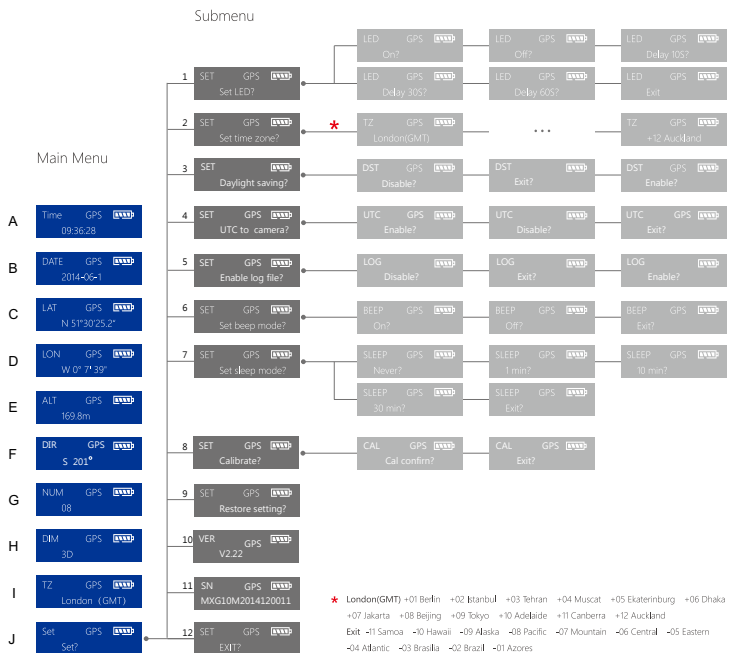 Submenu
LED GPS
On?
LED GPS
Off?
LED GPS
Delay 10S?
1 SET GPS
Set LED?
LED GPS
Delay 30S?
LED GPS
Delay 60S?
LED GPS
Exit
2 SET GPS
Set time zone?
*
TZ GPS
London(GMT)
...
TZ GPS
+12 Auckland
Main Menu
3 SET
Daylight saving?
DST GPS
Disable?
DST
Exit?
DST GPS
Enable?
A
Time GPS
09:36:28
4 SET GPS
UTC to camera?
UTC GPS
Enable?
UTC
Disable?
UTC GPS
Exit?
B
DATE GPS
2014-06-1
5 SET GPS
Enable log file?
LOG
Disable?
LOG
Exit?
LOG
Enable?
C
LAT GPS
N 51°30'25.2"
6 SET GPS
Set beep mode?
BEEP GPS
On?
BEEP GPS
Off?
BEEP GPS
Exit?
D
LON GPS
W 0° 7' 39"
7 SET GPS
Set sleep mode?
SLEEP GPS
Never?
SLEEP GPS
1 min?
SLEEP GPS
10 min?
E
ALT GPS
169.8m
SLEEP GPS
30 min?
SLEEP GPS
Exit?
F
DIR GPS
S 201°
8 SET GPS
Calibrate?
CAL GPS
Cal confirm?
CAL GPS
Exit?
G
NUM GPS
08
9 SET GPS
Restore setting?
H
DIM GPS
3D
10 VER GPS
V2.22
I
TZ GPS
London (GMT)
11 SN GPS
MXG10M2014120011
J
Set GPS
Set?
12 SET GPS
EXIT?
* London(GMT) +01 Berlin +02 Istanbul +03 Tehran +04 Muscat +05 Ekaterinburg +06 Dhaka
+07 Jakarta +08 Beijing +09 Tokyo +10 Adelaide +11 Canberra +12 Auckland
Exit -11 Samoa -10 Hawaii -09 Alaska -08 Pacific -07 Mountain -06 Central -05 Eastern
-04 Atlantic -03 Brasilia -02 Brazil -01 Azores